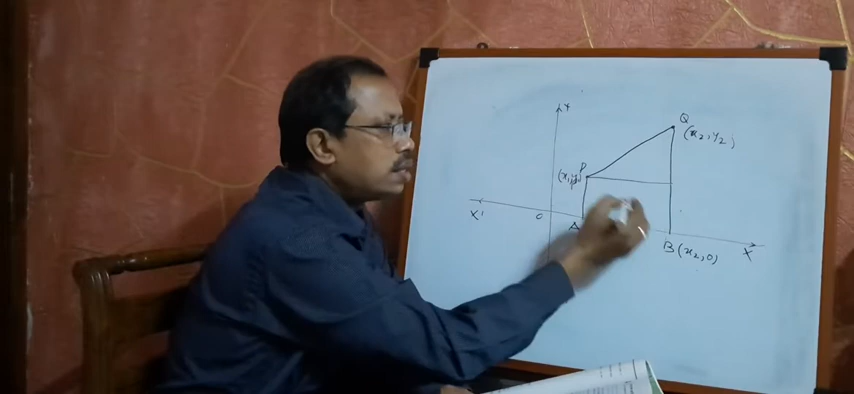 Y
Q
(x2, y2)
P
(x1, y1)
X'
O
A
B (x2, 0)
X